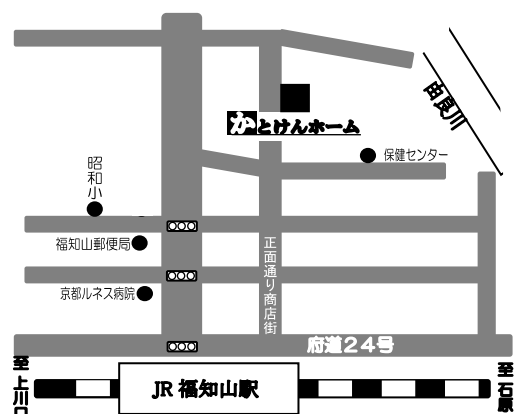 由良川
かとけんホーム
保健センター
昭和小
福知山郵便局
正面通り商店街
京都ルネス病院
府道24号
至上川口
JR 福知山駅
至石原